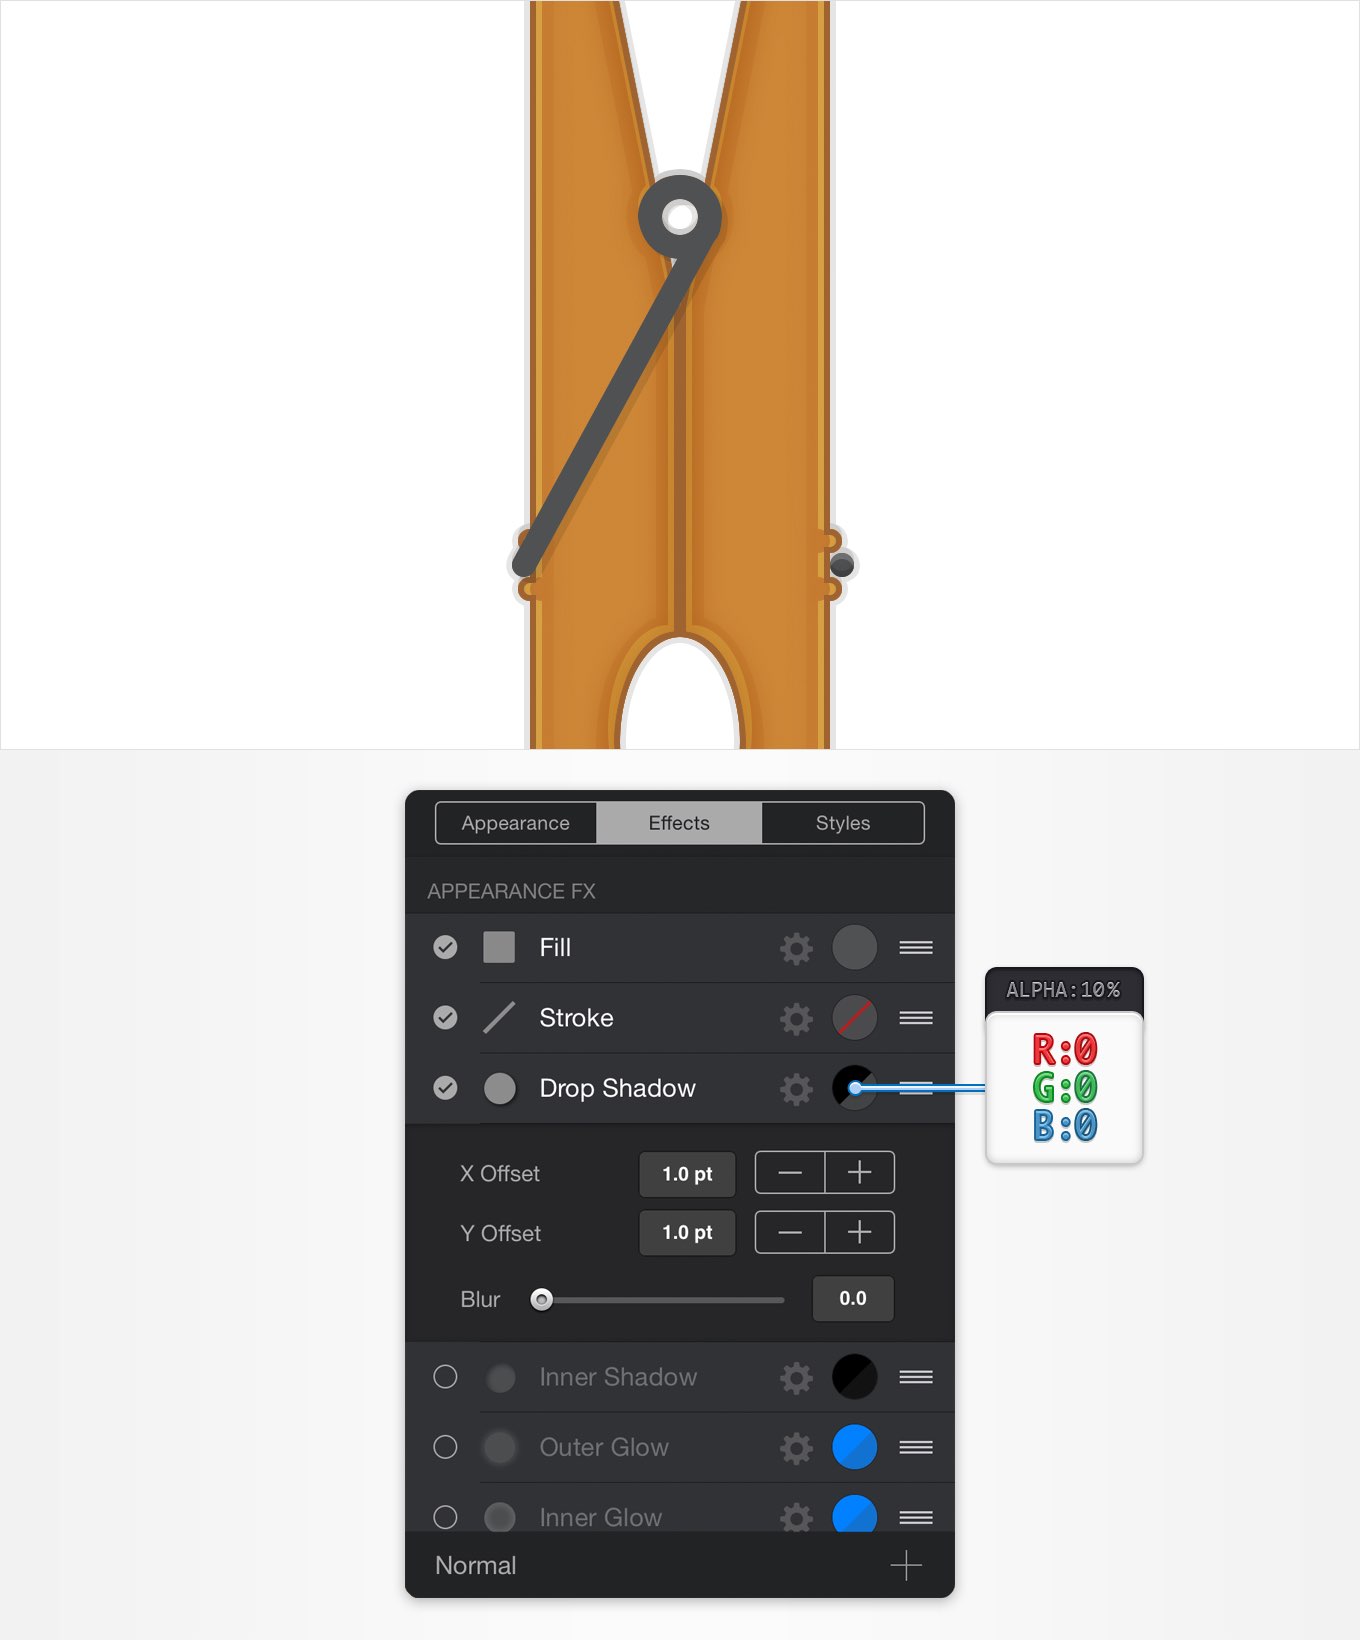 Appearance Effects Styles
APPEARANCE FX
Fill
Stroke
ALPHA:10%
R:0
G:0
B:0
Drop Shadow
X Offset 1.0 pt
Y Offset 1.0 pt
Blur 0.0
Inner Shadow
Outer Glow
Inner Glow
Normal